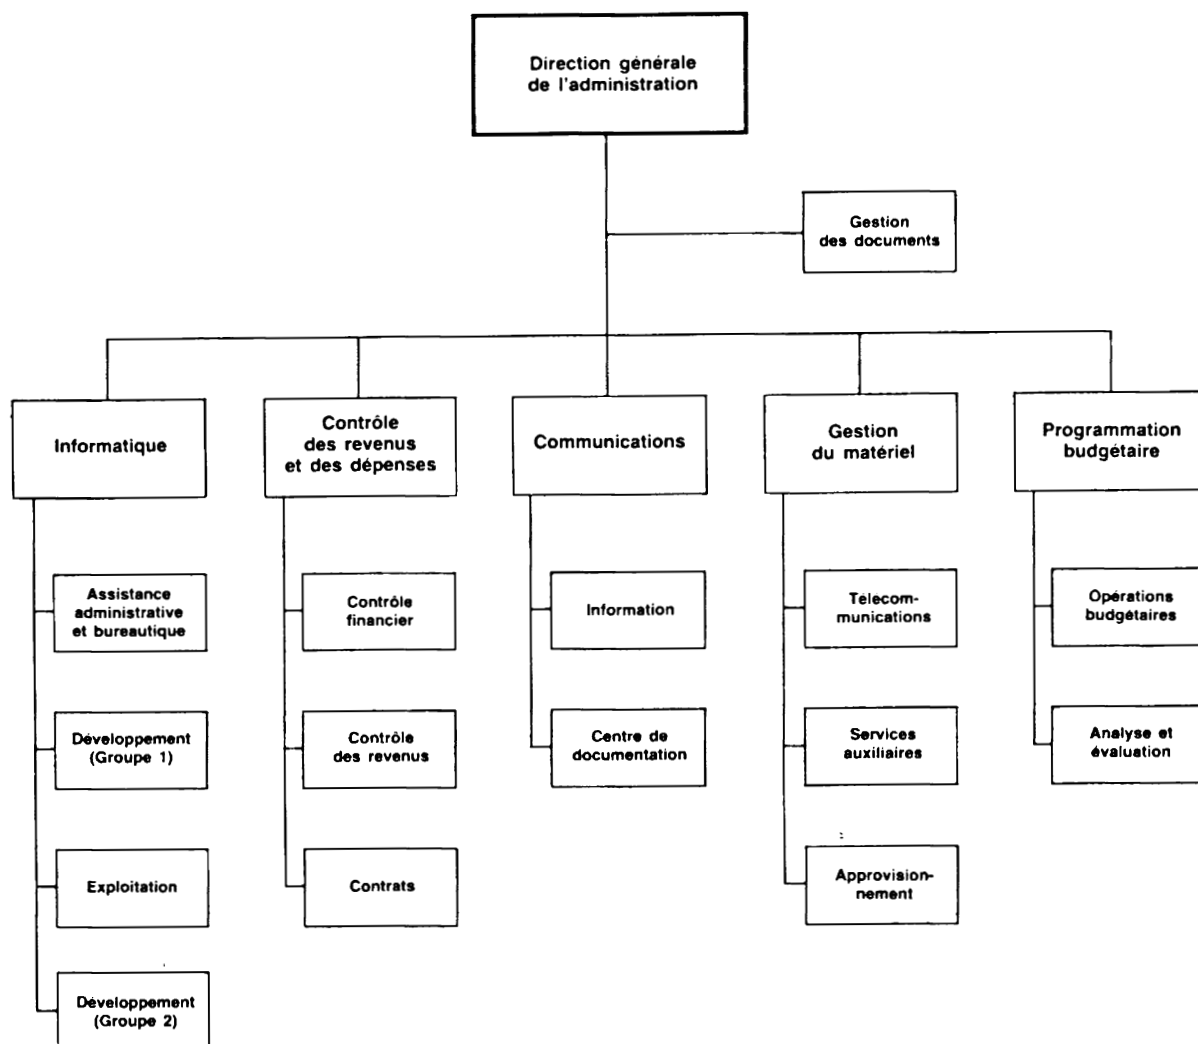 Direction générale
de l'administration
Gestion
des documents
Informatique
Contrôle
des revenus
et des dépenses
Communications
Gestion
du matériel
Programmation
budgétaire
Assistance
administrative
et bureautique
Contrôle
financier
Information
Télecom-
munications
Opérations
budgétaires
Développement
(Groupe 1)
Contrôle
des revenus
Centre de
documentation
Services
auxiliaires
Analyse et
évaluation
Exploitation
Contrats
Approvision-
nement
Développement
(Groupe 2)